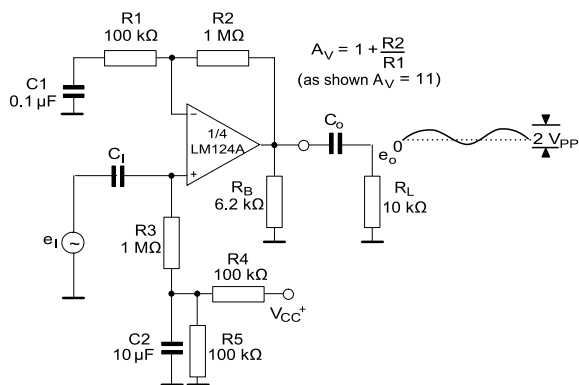 R1
100 kΩ
R2
1 MΩ
A_V = 1 + R2/R1
(as shown A_V = 11)
C1
0.1 µF
1/4
LM124A
−
+
C_I
C_O
e_O
0
2 V_PP
R_B
6.2 kΩ
R_L
10 kΩ
R3
1 MΩ
e_I
~
R4
100 kΩ
V_CC+
C2
10 µF
R5
100 kΩ